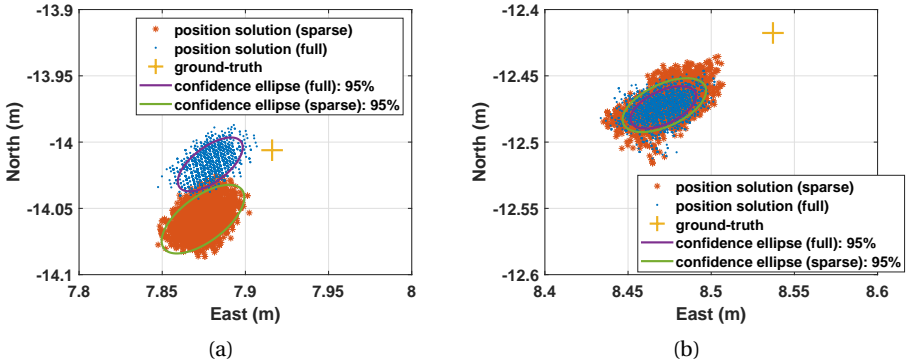 (a)
-13.9
-13.95
-14
-14.05
-14.1
North (m)
7.8
7.85
7.9
7.95
8
East (m)
position solution (sparse)
position solution (full)
ground-truth
confidence ellipse (full): 95%
confidence ellipse (sparse): 95%
(a)
(b)
-12.4
-12.45
-12.5
-12.55
-12.6
North (m)
8.4
8.45
8.5
8.55
8.6
East (m)
position solution (sparse)
position solution (full)
ground-truth
confidence ellipse (full): 95%
confidence ellipse (sparse): 95%
(b)